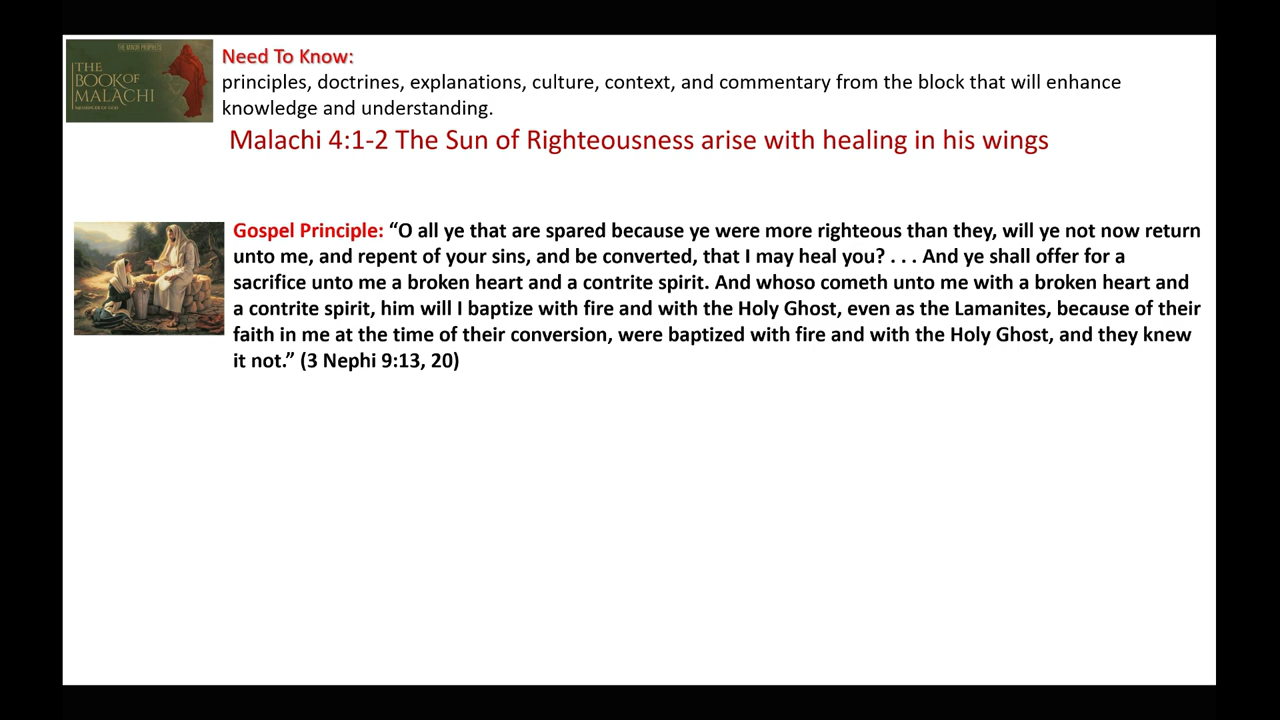 THE MINOR PROPHETS
THE
BOOK OF
MALACHI
MESSENGER OF GOD
Need To Know:
principles, doctrines, explanations, culture, context, and commentary from the block that will enhance
knowledge and understanding.
Malachi 4:1-2 The Sun of Righteousness arise with healing in his wings
Gospel Principle: “O all ye that are spared because ye were more righteous than they, will ye not now return
unto me, and repent of your sins, and be converted, that I may heal you? . . . And ye shall offer for a
sacrifice unto me a broken heart and a contrite spirit. And whoso cometh unto me with a broken heart and
a contrite spirit, him will I baptize with fire and with the Holy Ghost, even as the Lamanites, because of their
faith in me at the time of their conversion, were baptized with fire and with the Holy Ghost, and they knew
it not.” (3 Nephi 9:13, 20)